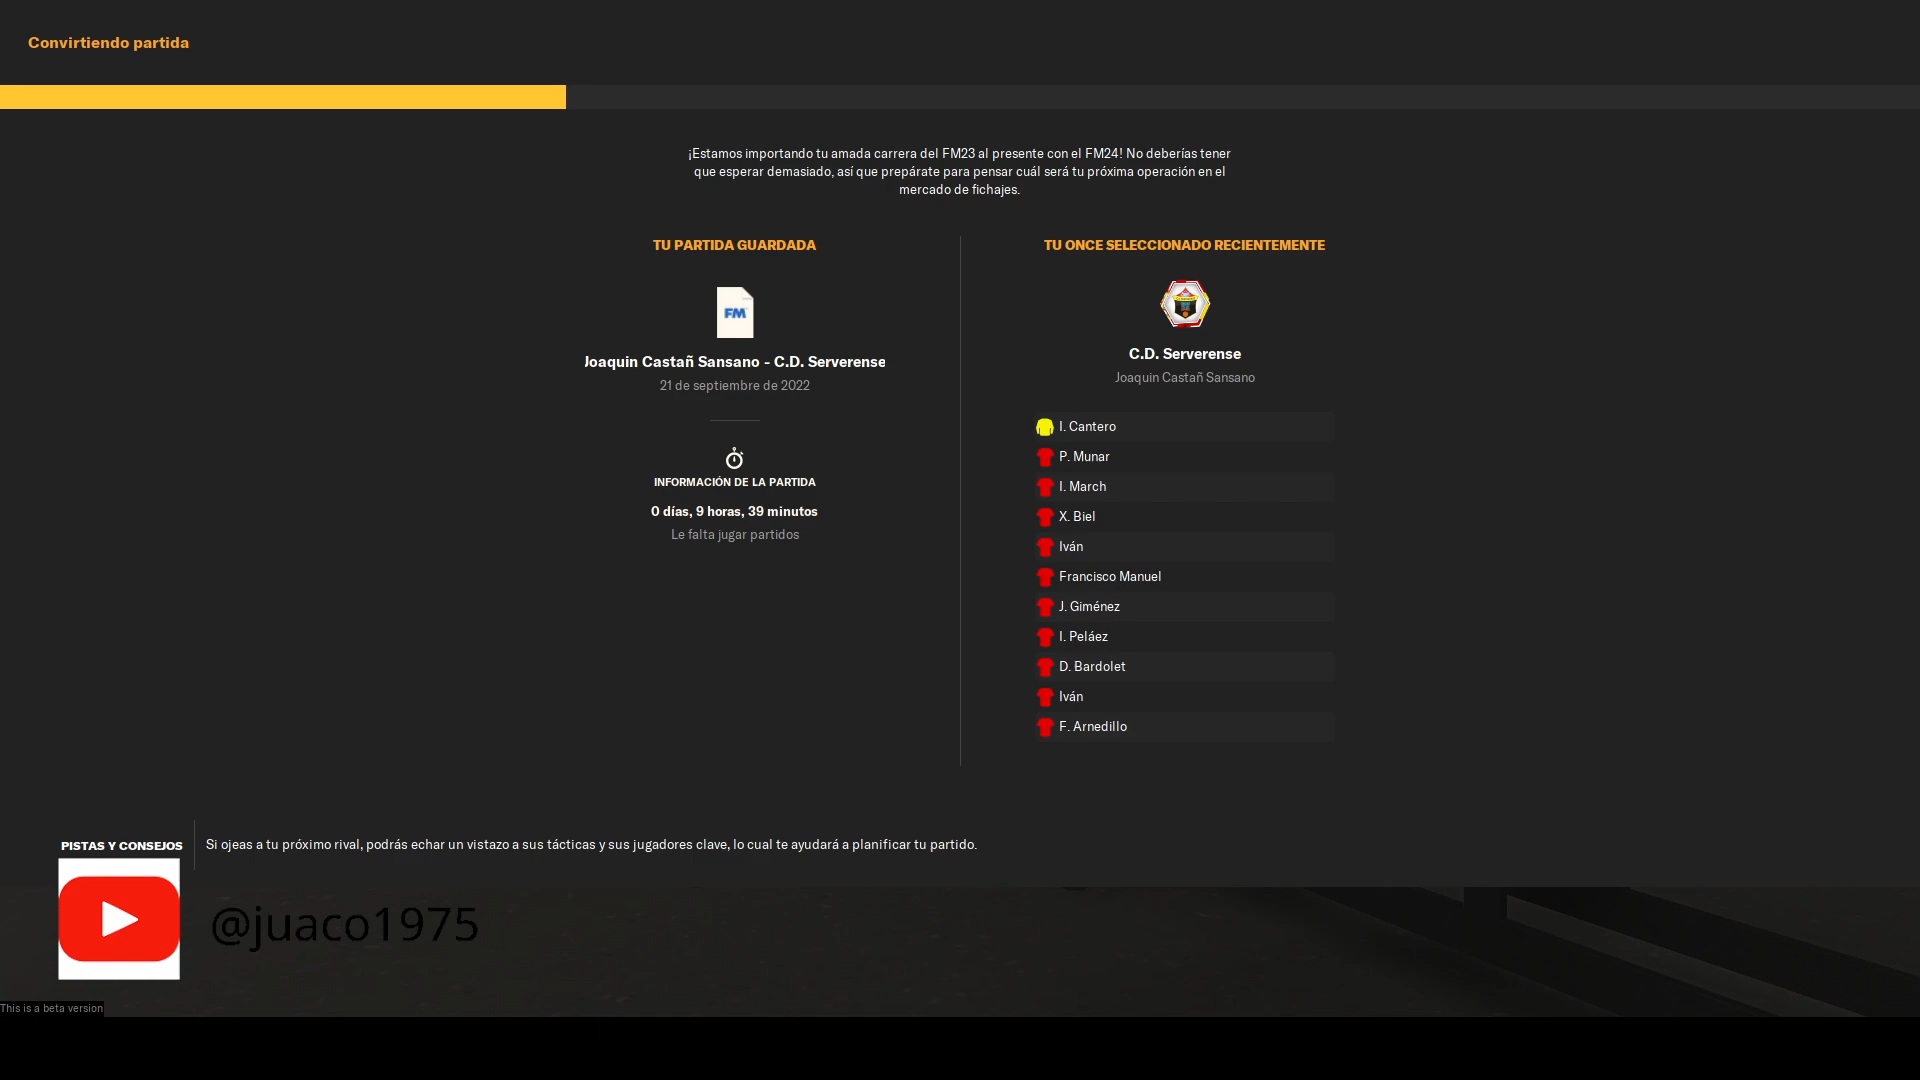 Convirtiendo partida
¡Estamos importando tu amada carrera del FM23 al presente con el FM24! No deberías tener
que esperar demasiado, así que prepárate para pensar cuál será tu próxima operación en el
mercado de fichajes.
TU PARTIDA GUARDADA
FM
Joaquin Castañ Sansano - C.D. Serverense
21 de septiembre de 2022
INFORMACIÓN DE LA PARTIDA
0 días, 9 horas, 39 minutos
Le falta jugar partidos
TU ONCE SELECCIONADO RECIENTEMENTE
C.D. Serverense
Joaquin Castañ Sansano
I. Cantero
P. Munar
I. March
X. Biel
Iván
Francisco Manuel
J. Giménez
I. Peláez
D. Bardolet
Iván
F. Arnedillo
PISTAS Y CONSEJOS
Si ojeas a tu próximo rival, podrás echar un vistazo a sus tácticas y sus jugadores clave, lo cual te ayudará a planificar tu partido.
@juaco1975
This is a beta version